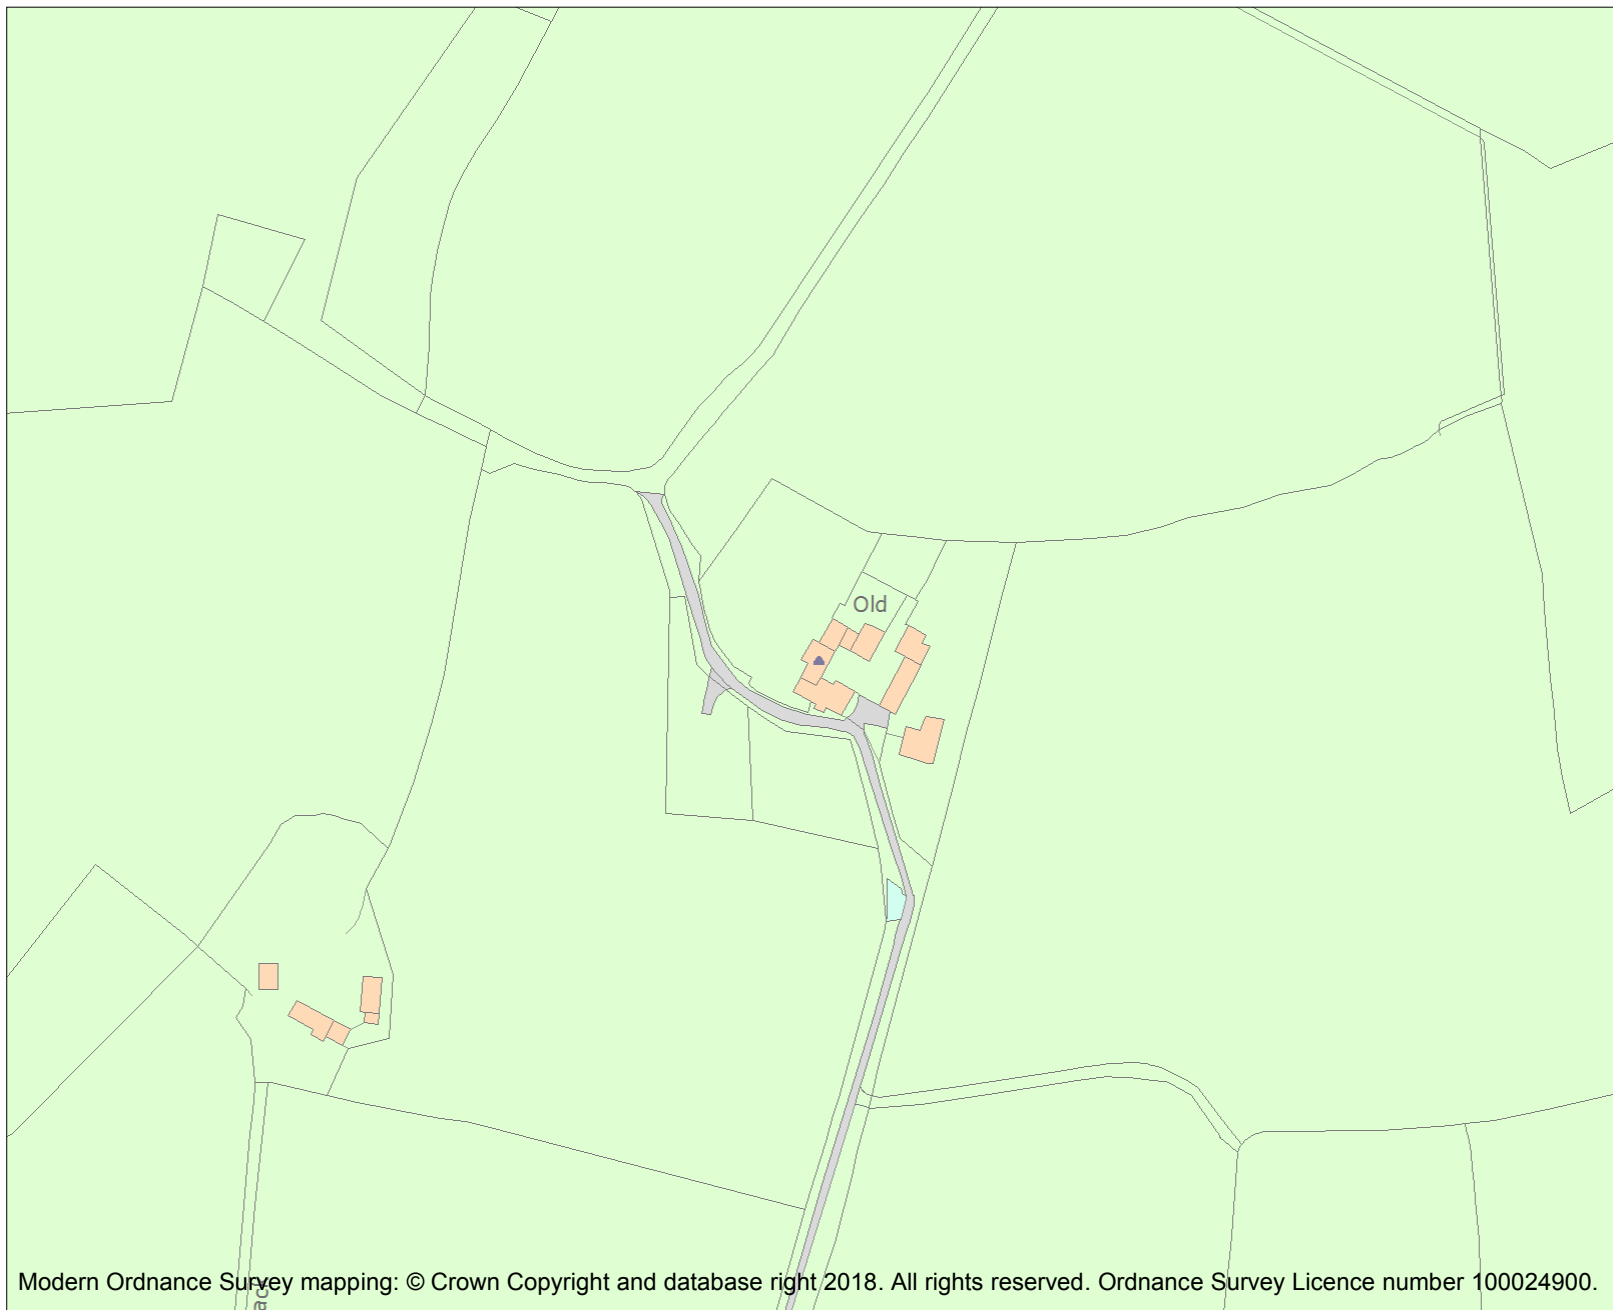 Old
Modern Ordnance Survey mapping: © Crown Copyright and database right 2018. All rights reserved. Ordnance Survey Licence number 100024900.